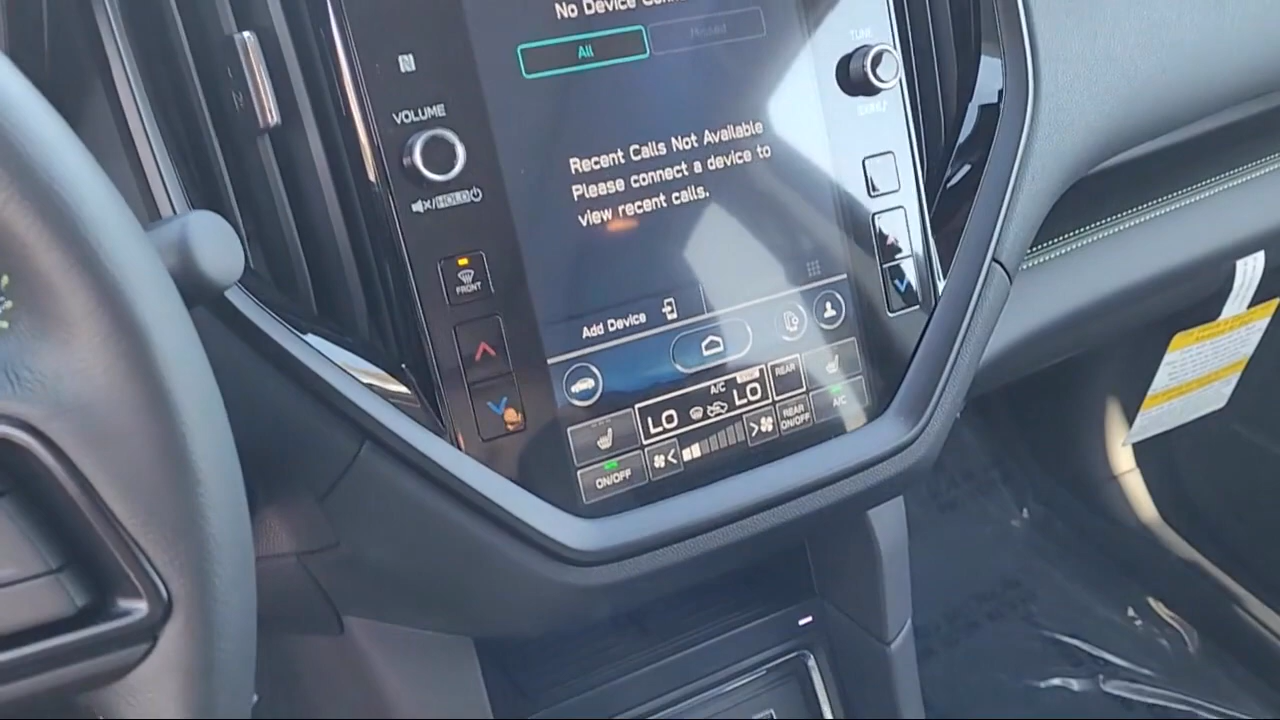 No Device
All
TUNE
VOLUME
/HOLD
Recent Calls Not Available
Please connect a device to
view recent calls.
FRONT
Add Device
A/C
LO
LO
REAR
A/C
REAR
ON/OFF
ON/OFF